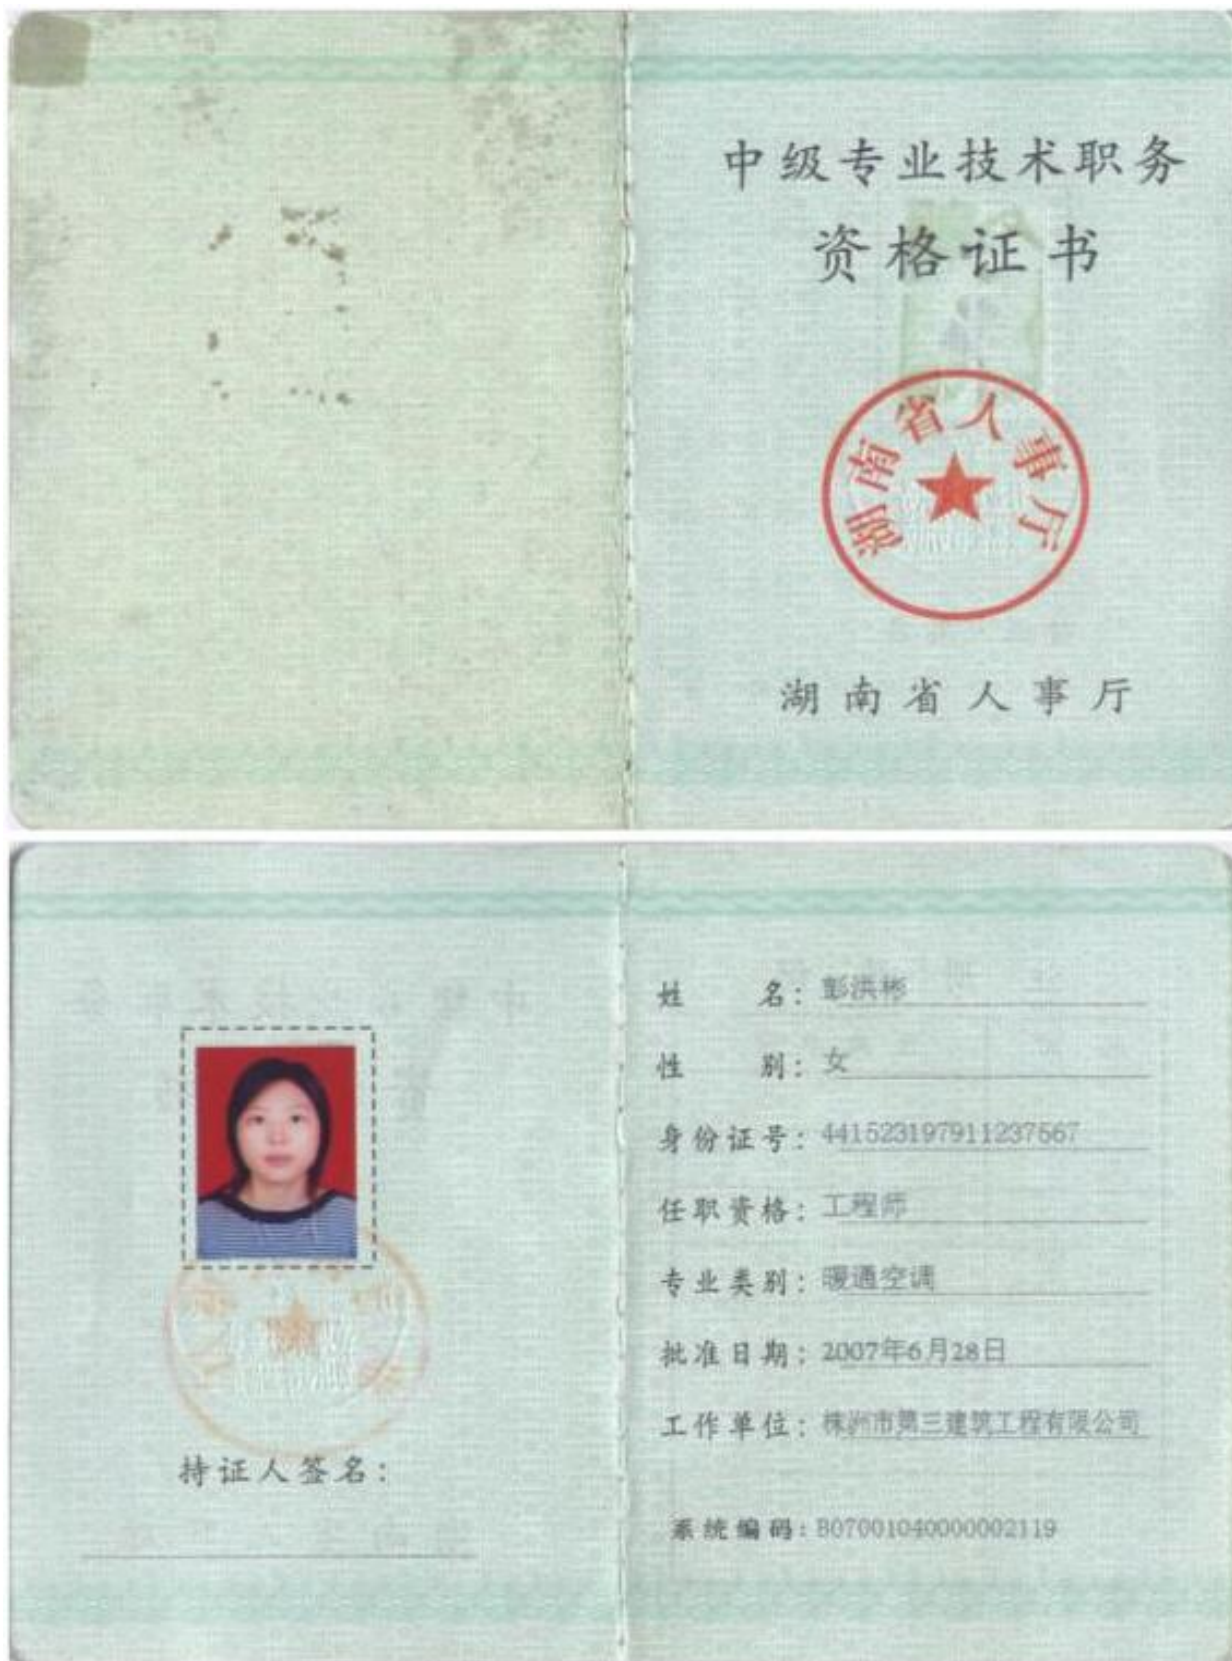 中级专业技术职务
资格证书
湖南省人事厅
湖南省人事厅
姓 名：彭洪彬
性 别：女
身份证号：441523197911237567
任职资格：工程师
专业类别：暖通空调
批准日期：2007年6月28日
工作单位：株洲市第三建筑工程有限公司
持证人签名：
系统编码：B07001040000002119